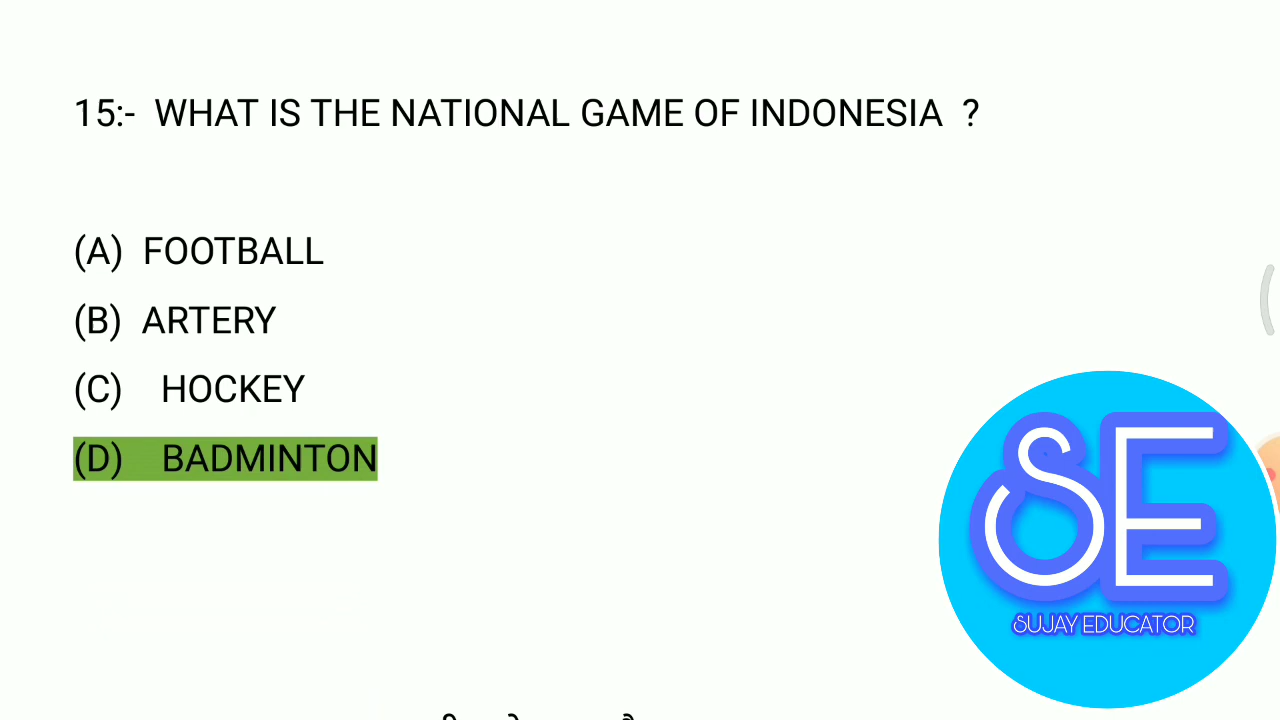 15:- WHAT IS THE NATIONAL GAME OF INDONESIA ?
(A) FOOTBALL
(B) ARTERY
(C) HOCKEY
(D) BADMINTON
SE
SUJAY EDUCATOR